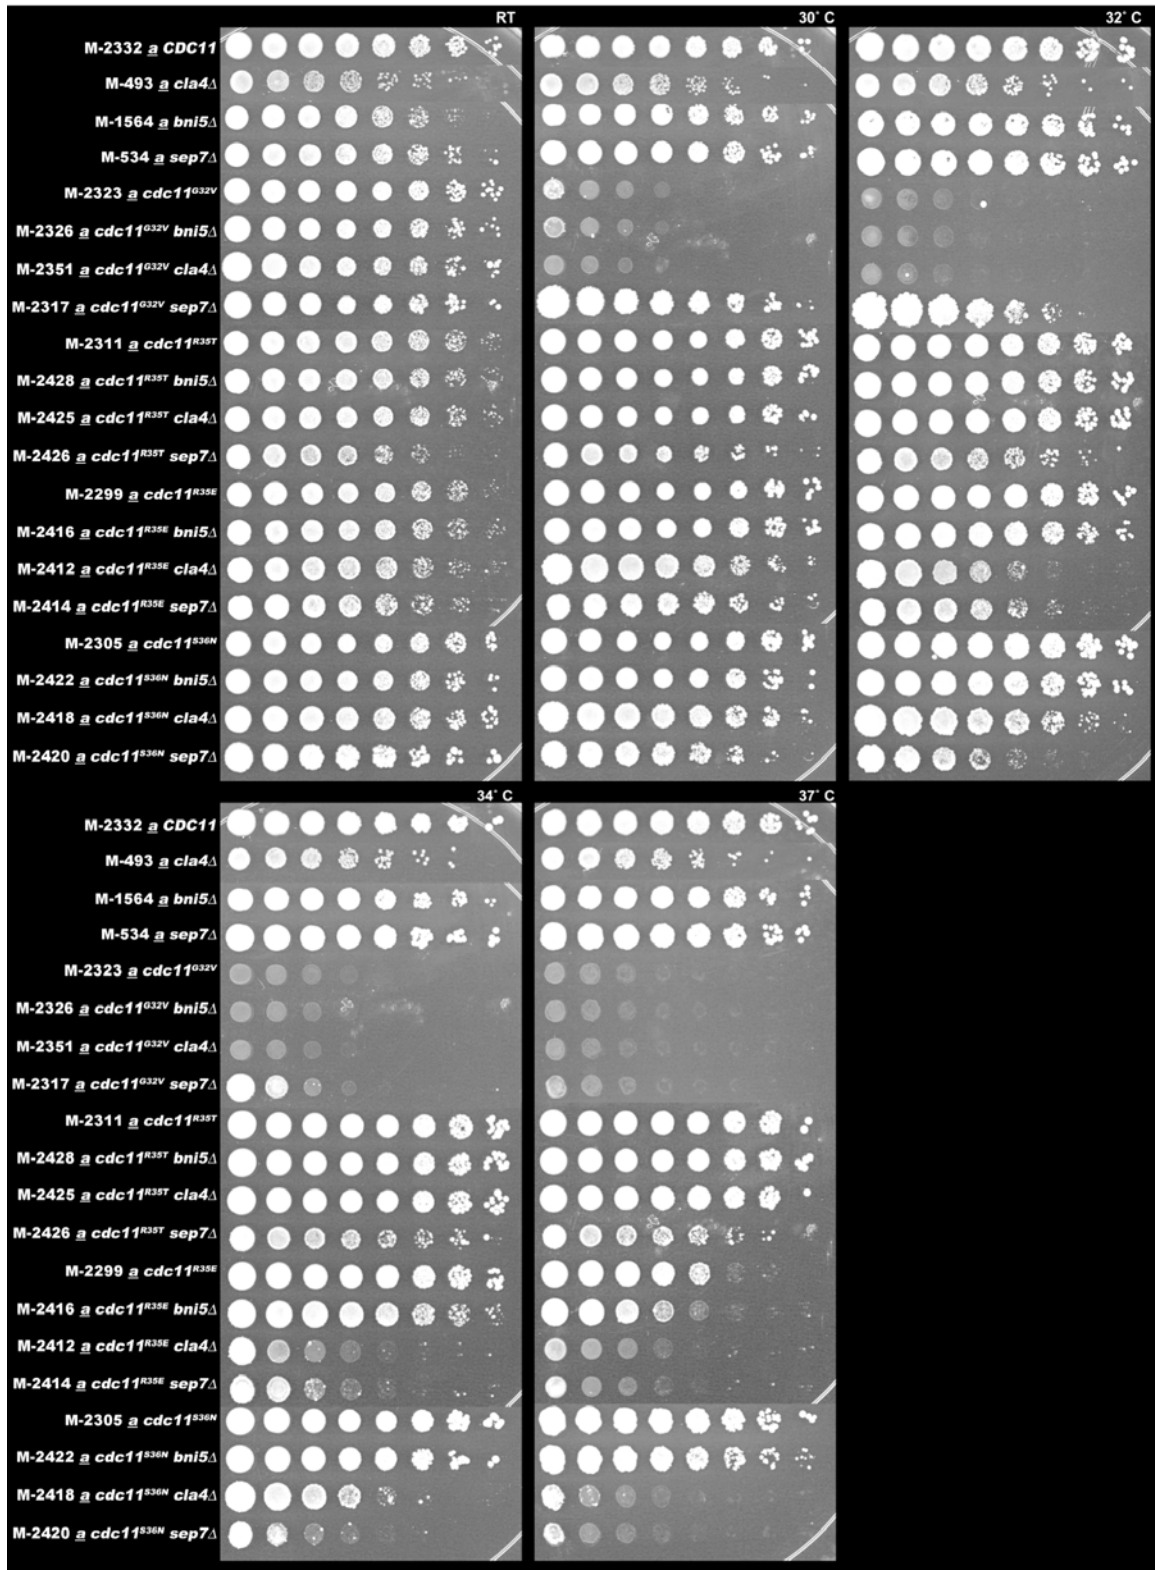 RT 30° C 32° C
M-2332 a CDC11
M-493 a cla4Δ
M-1564 a bni5Δ
M-534 a sep7Δ
M-2323 a cdc11G32V
M-2326 a cdc11G32V bni5Δ
M-2351 a cdc11G32V cla4Δ
M-2317 a cdc11G32V sep7Δ
M-2311 a cdc11R35T
M-2428 a cdc11R35T bni5Δ
M-2425 a cdc11R35T cla4Δ
M-2426 a cdc11R35T sep7Δ
M-2299 a cdc11R35E
M-2416 a cdc11R35E bni5Δ
M-2412 a cdc11R35E cla4Δ
M-2414 a cdc11R35E sep7Δ
M-2305 a cdc11S36N
M-2422 a cdc11S36N bni5Δ
M-2418 a cdc11S36N cla4Δ
M-2420 a cdc11S36N sep7Δ
34° C 37° C
M-2332 a CDC11
M-493 a cla4Δ
M-1564 a bni5Δ
M-534 a sep7Δ
M-2323 a cdc11G32V
M-2326 a cdc11G32V bni5Δ
M-2351 a cdc11G32V cla4Δ
M-2317 a cdc11G32V sep7Δ
M-2311 a cdc11R35T
M-2428 a cdc11R35T bni5Δ
M-2425 a cdc11R35T cla4Δ
M-2426 a cdc11R35T sep7Δ
M-2299 a cdc11R35E
M-2416 a cdc11R35E bni5Δ
M-2412 a cdc11R35E cla4Δ
M-2414 a cdc11R35E sep7Δ
M-2305 a cdc11S36N
M-2422 a cdc11S36N bni5Δ
M-2418 a cdc11S36N cla4Δ
M-2420 a cdc11S36N sep7Δ